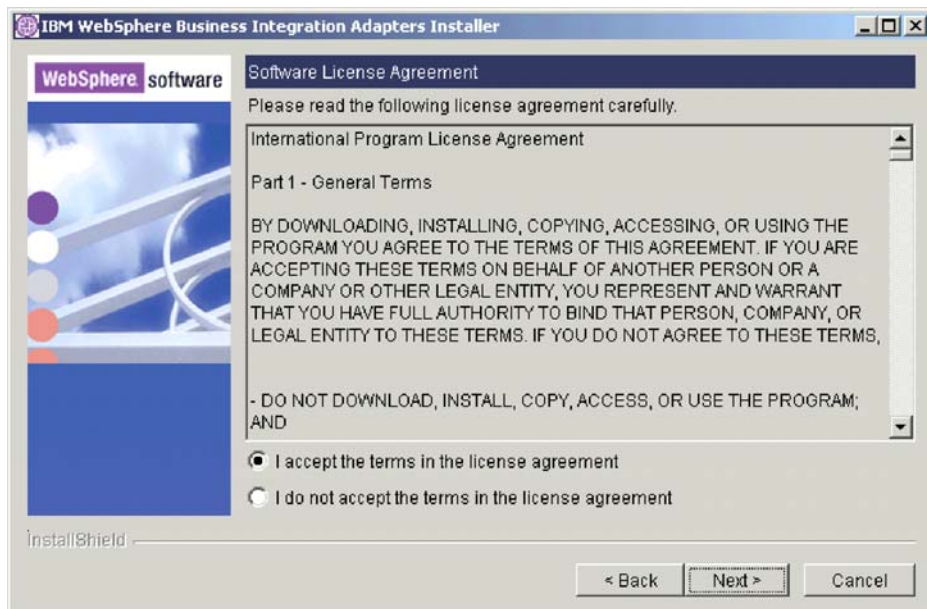 IBM WebSphere Business Integration Adapters Installer
WebSphere software
Software License Agreement
Please read the following license agreement carefully.
International Program License Agreement
Part 1 - General Terms
BY DOWNLOADING, INSTALLING, COPYING, ACCESSING, OR USING THE
PROGRAM YOU AGREE TO THE TERMS OF THIS AGREEMENT. IF YOU ARE
ACCEPTING THESE TERMS ON BEHALF OF ANOTHER PERSON OR A
COMPANY OR OTHER LEGAL ENTITY, YOU REPRESENT AND WARRANT
THAT YOU HAVE FULL AUTHORITY TO BIND THAT PERSON, COMPANY, OR
LEGAL ENTITY TO THESE TERMS. IF YOU DO NOT AGREE TO THESE TERMS,
- DO NOT DOWNLOAD, INSTALL, COPY, ACCESS, OR USE THE PROGRAM;
AND
I accept the terms in the license agreement
I do not accept the terms in the license agreement
InstallShield
< Back Next > Cancel